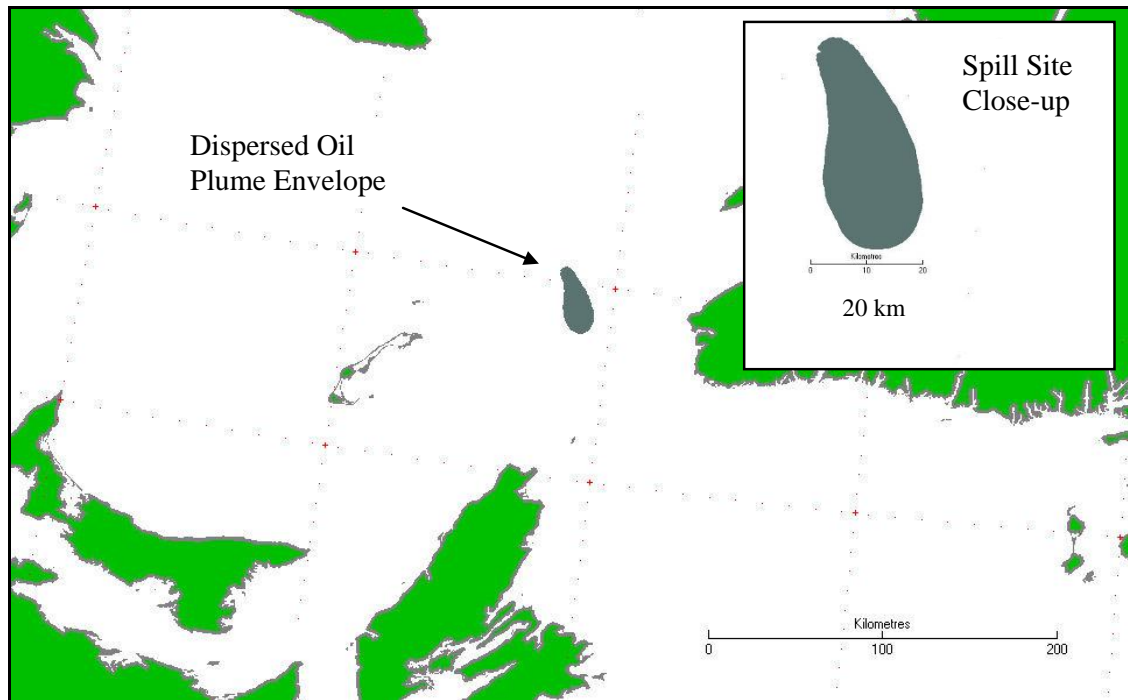 Spill Site
Close-up
Dispersed Oil
Plume Envelope
Kilometres
0 10 20
20 km
Kilometres
0 100 200